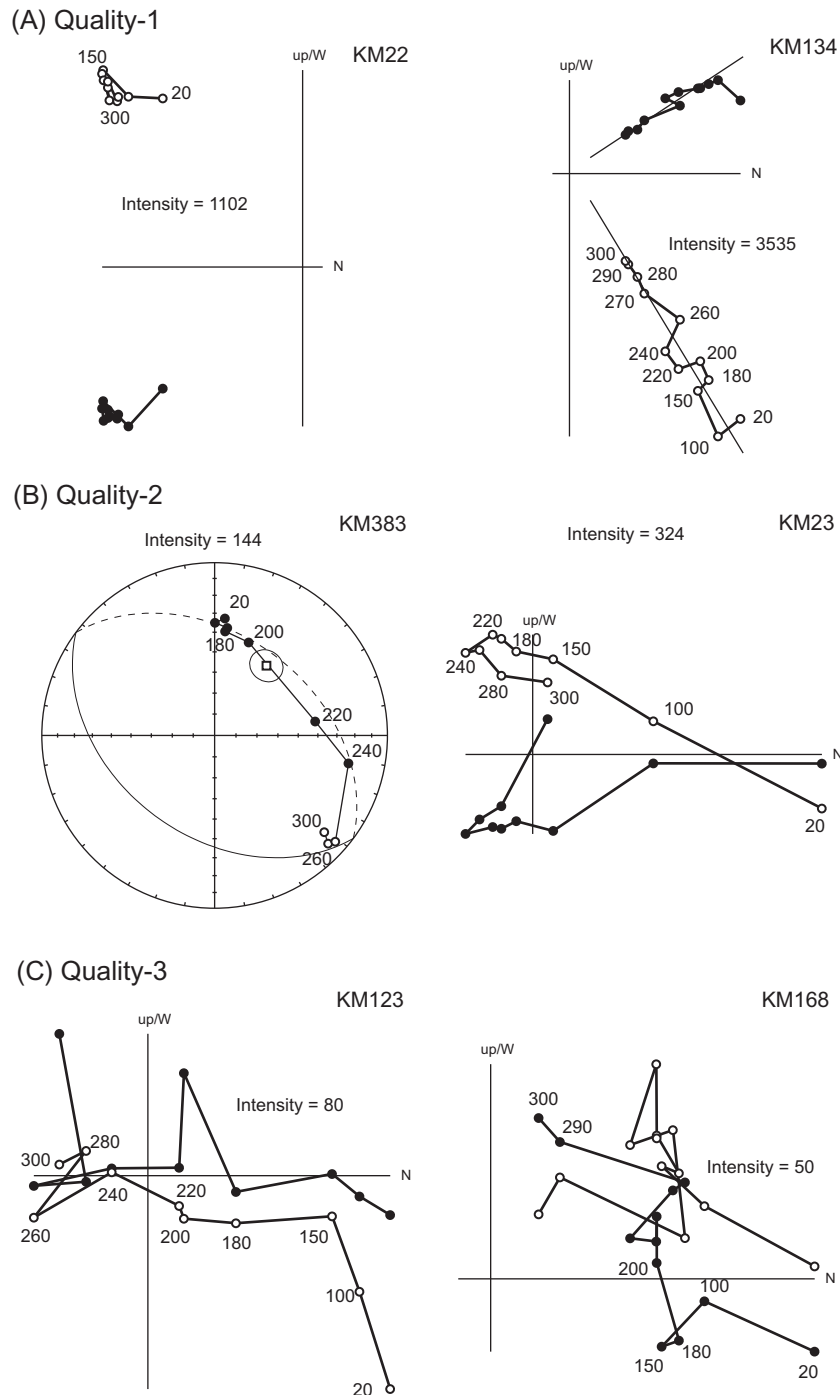 (A) Quality-1
KM22
up/W
150
20
300
Intensity = 1102
N
KM134
up/W
N
Intensity = 3535
300
290
280
270
260
240
200
220
180
150
20
100
(B) Quality-2
KM383
Intensity = 144
20
180
200
220
240
300
260
KM23
Intensity = 324
up/W
220
180
150
240
280
300
100
N
20
(C) Quality-3
KM123
up/W
Intensity = 80
280
300
N
240
220
260
200
180
150
100
20
KM168
up/W
300
290
Intensity = 50
200
N
100
150
180
20